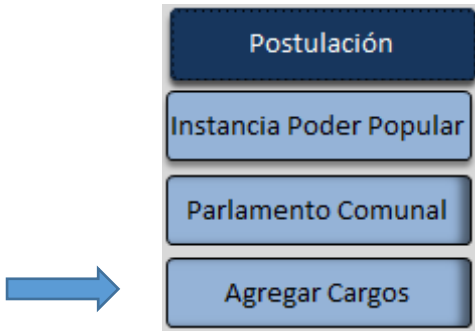 Postulación
Instancia Poder Popular
Parlamento Comunal
Agregar Cargos